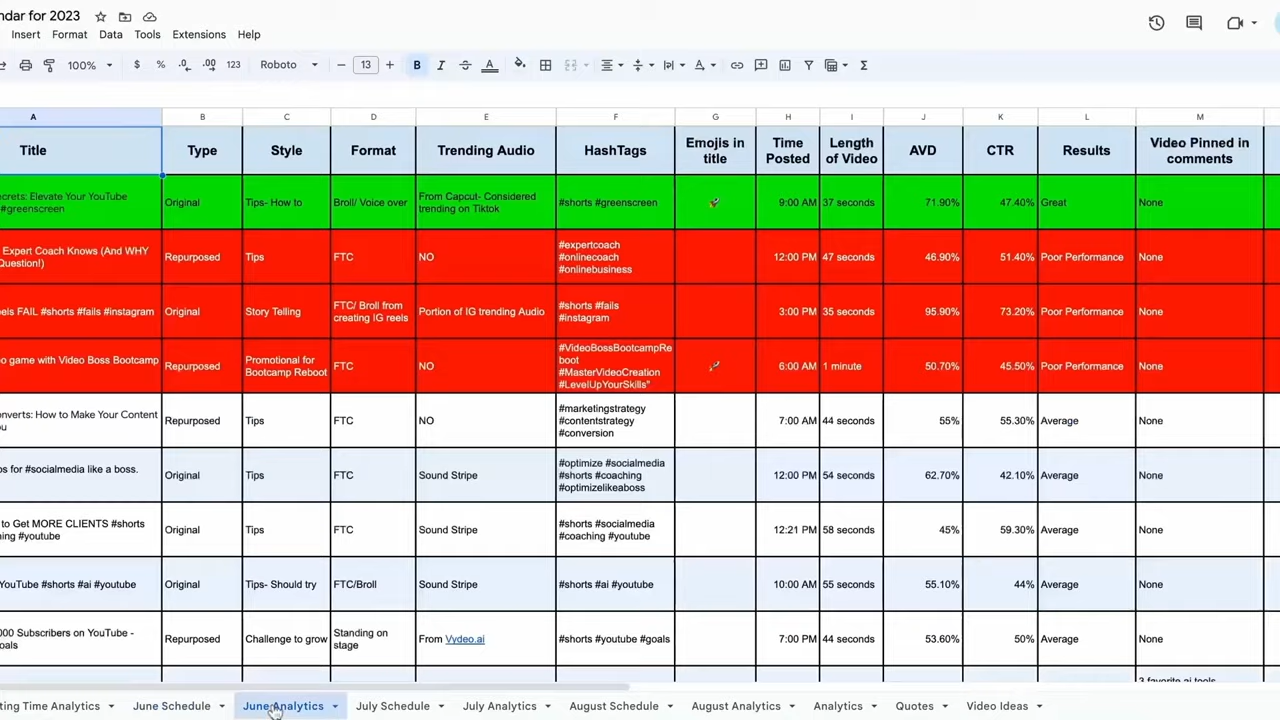 ndar for 2023
Insert Format Data Tools Extensions Help
100% $ % .0 .00 123 Roboto 13 B I
A B C D E F G H I J K L M
Title Type Style Format Trending Audio HashTags Emojis in title Time Posted Length of Video AVD CTR Results Video Pinned in comments
crets: Elevate Your YouTube
#greenscreen
Original
Tips- How to
Broll/ Voice over
From Capcut- Considered
trending on Tiktok
#shorts #greenscreen
9:00 AM
37 seconds
71.90%
47.40%
Great
None
Expert Coach Knows (And WHY
Question!)
Repurposed
Tips
FTC
NO
#expertcoach
#onlinecoach
#onlinebusiness
12:00 PM
47 seconds
46.90%
51.40%
Poor Performance
None
eels FAIL #shorts #fails #instagram
Original
Story Telling
FTC/ Broll from
creating IG reels
Portion of IG trending Audio
#shorts #fails
#instagram
3:00 PM
35 seconds
95.90%
73.20%
Poor Performance
None
o game with Video Boss Bootcamp
Repurposed
Promotional for
Bootcamp Reboot
FTC
NO
#VideoBossBootcampRe
boot
#MasterVideoCreation
#LevelUpYourSkills"
6:00 AM
1 minute
50.70%
45.50%
Poor Performance
None
nverts: How to Make Your Content
ou
Repurposed
Tips
FTC
NO
#marketingstrategy
#contentstrategy
#conversion
7:00 AM
44 seconds
55%
55.30%
Average
None
os for #socialmedia like a boss.
Original
Tips
FTC
Sound Stripe
#optimize #socialmedia
#shorts #coaching
#optimizelikeaboss
12:00 PM
54 seconds
62.70%
42.10%
Average
None
to Get MORE CLIENTS #shorts
hing #youtube
Original
Tips
FTC
Sound Stripe
#shorts #socialmedia
#coaching #youtube
12:21 PM
58 seconds
45%
59.30%
Average
None
YouTube #shorts #ai #youtube
Original
Tips- Should try
FTC/Broll
Sound Stripe
#shorts #ai #youtube
10:00 AM
55 seconds
55.10%
44%
Average
None
000 Subscribers on YouTube -
oals
Repurposed
Challenge to grow
Standing on
stage
From Vydeo.ai
#shorts #youtube #goals
7:00 PM
44 seconds
53.60%
50%
Average
None
3 favorite ai tools
ting Time Analytics June Schedule June Analytics July Schedule July Analytics August Schedule August Analytics Analytics Quotes Video Ideas